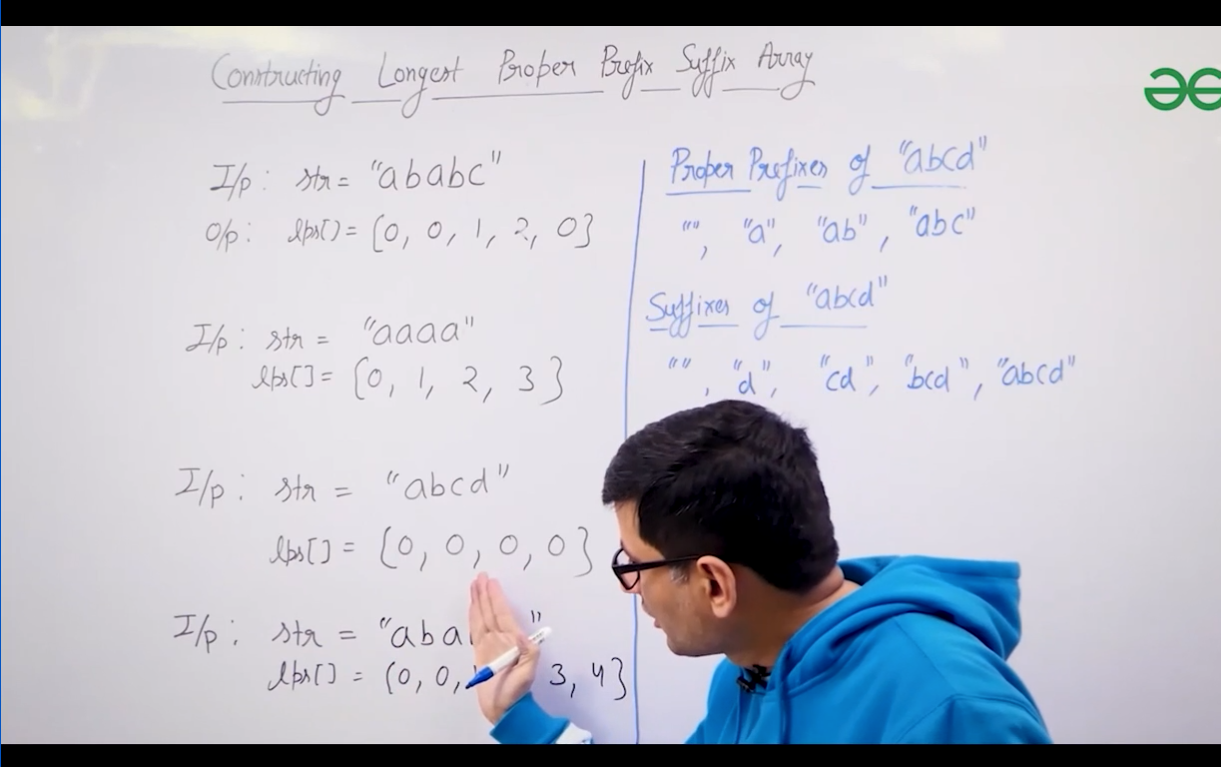 Constructing Longest Proper Prefix Suffix Array
I/p : str = "ababc"
O/p : lps[] = {0, 0, 1, 2, 0}
I/p : str = "aaaa"
lps[] = {0, 1, 2, 3}
I/p : str = "abcd"
lps[] = {0, 0, 0, 0}
I/p : str = "aba "
lps[] = {0, 0, 3, 4}
Proper Prefixes of "abcd"
"", "a", "ab", "abc"
Suffixes of "abcd"
"", "d", "cd", "bcd", "abcd"